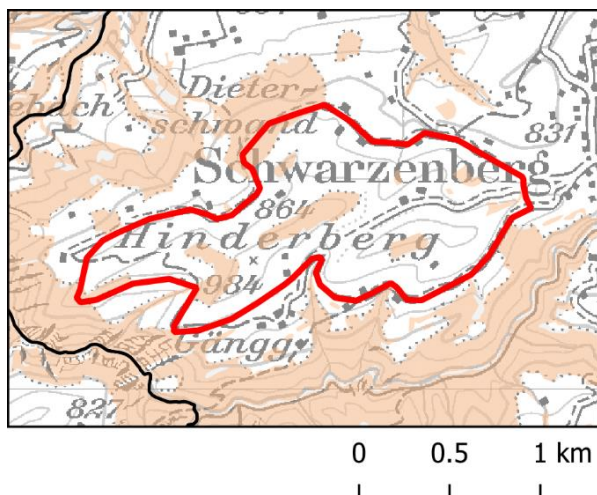 Dieter-
schwand
831
Schwarzenberg
864
Hinderberg
984
Gängg
827
0 0.5 1 km